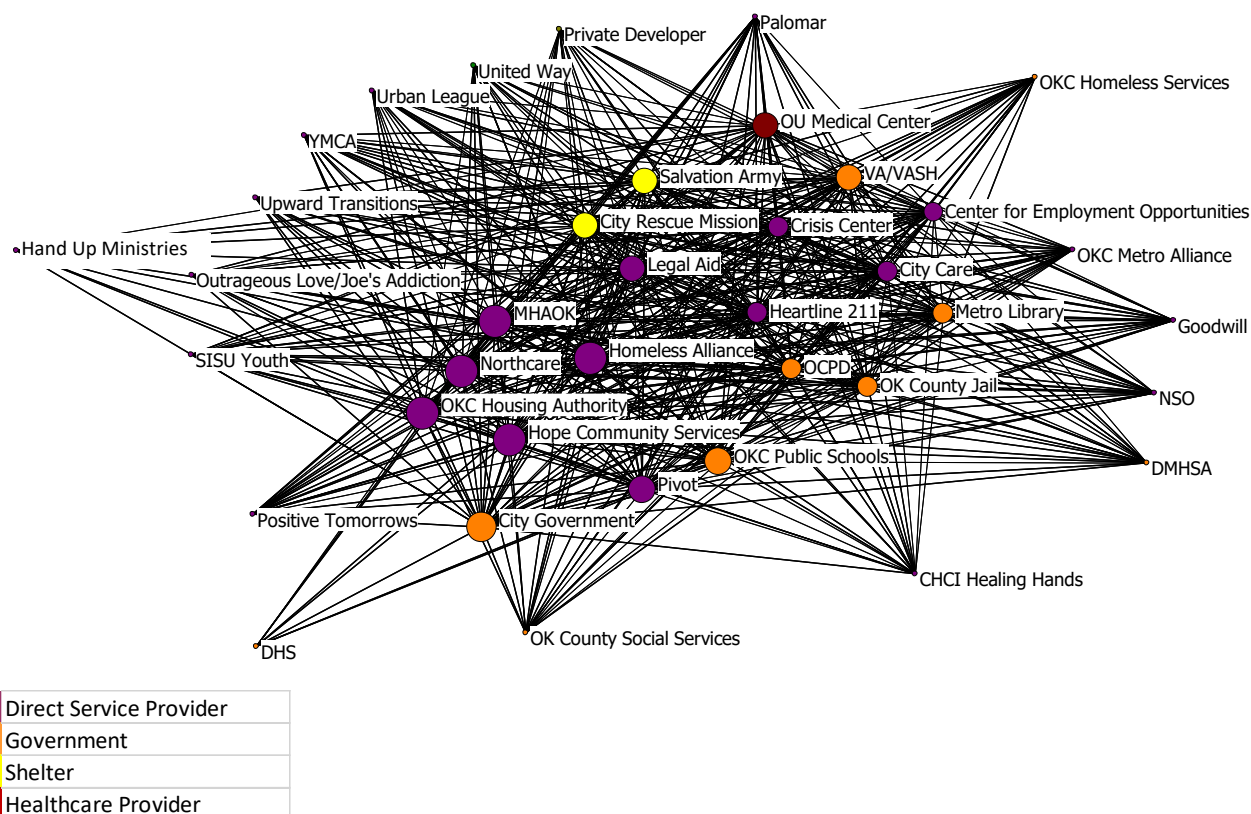 Palomar
Private Developer
United Way
OKC Homeless Services
Urban League
OU Medical Center
YMCA
Salvation Army
VA/VASH
Upward Transitions
Center for Employment Opportunities
City Rescue Mission
Crisis Center
Hand Up Ministries
OKC Metro Alliance
Legal Aid
City Care
Outrageous Love/Joe's Addiction
MHAOK
Heartline 211
Metro Library
Goodwill
Homeless Alliance
SISU Youth
Northcare
OCPD
OK County Jail
NSO
OKC Housing Authority
Hope Community Services
OKC Public Schools
DMHSA
Pivot
Positive Tomorrows
City Government
CHCI Healing Hands
OK County Social Services
DHS
Direct Service Provider
Government
Shelter
Healthcare Provider